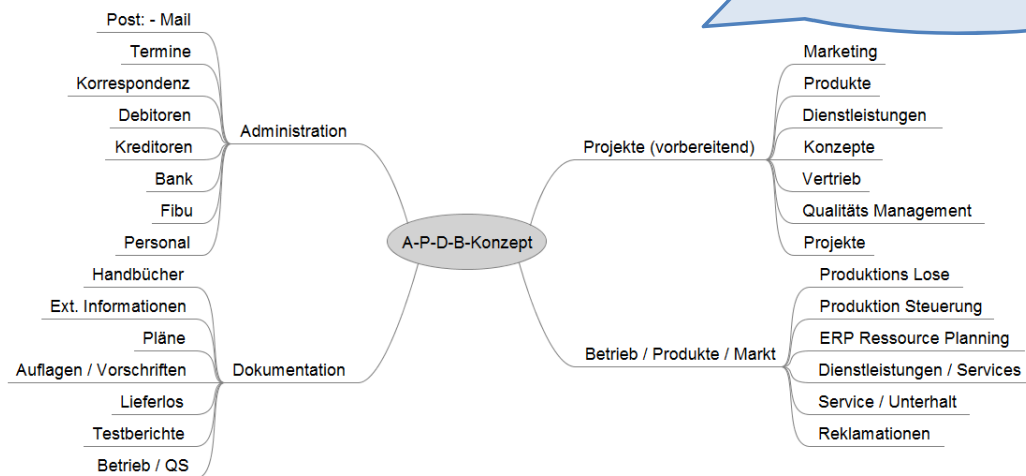 Post: - Mail
Termine
Korrespondenz
Debitoren
Kreditoren
Bank
Fibu
Personal
Administration
Handbücher
Ext. Informationen
Pläne
Auflagen / Vorschriften
Lieferlos
Testberichte
Betrieb / QS
Dokumentation
A-P-D-B-Konzept
Projekte (vorbereitend)
Marketing
Produkte
Dienstleistungen
Konzepte
Vertrieb
Qualitäts Management
Projekte
Betrieb / Produkte / Markt
Produktions Lose
Produktion Steuerung
ERP Ressource Planning
Dienstleistungen / Services
Service / Unterhalt
Reklamationen